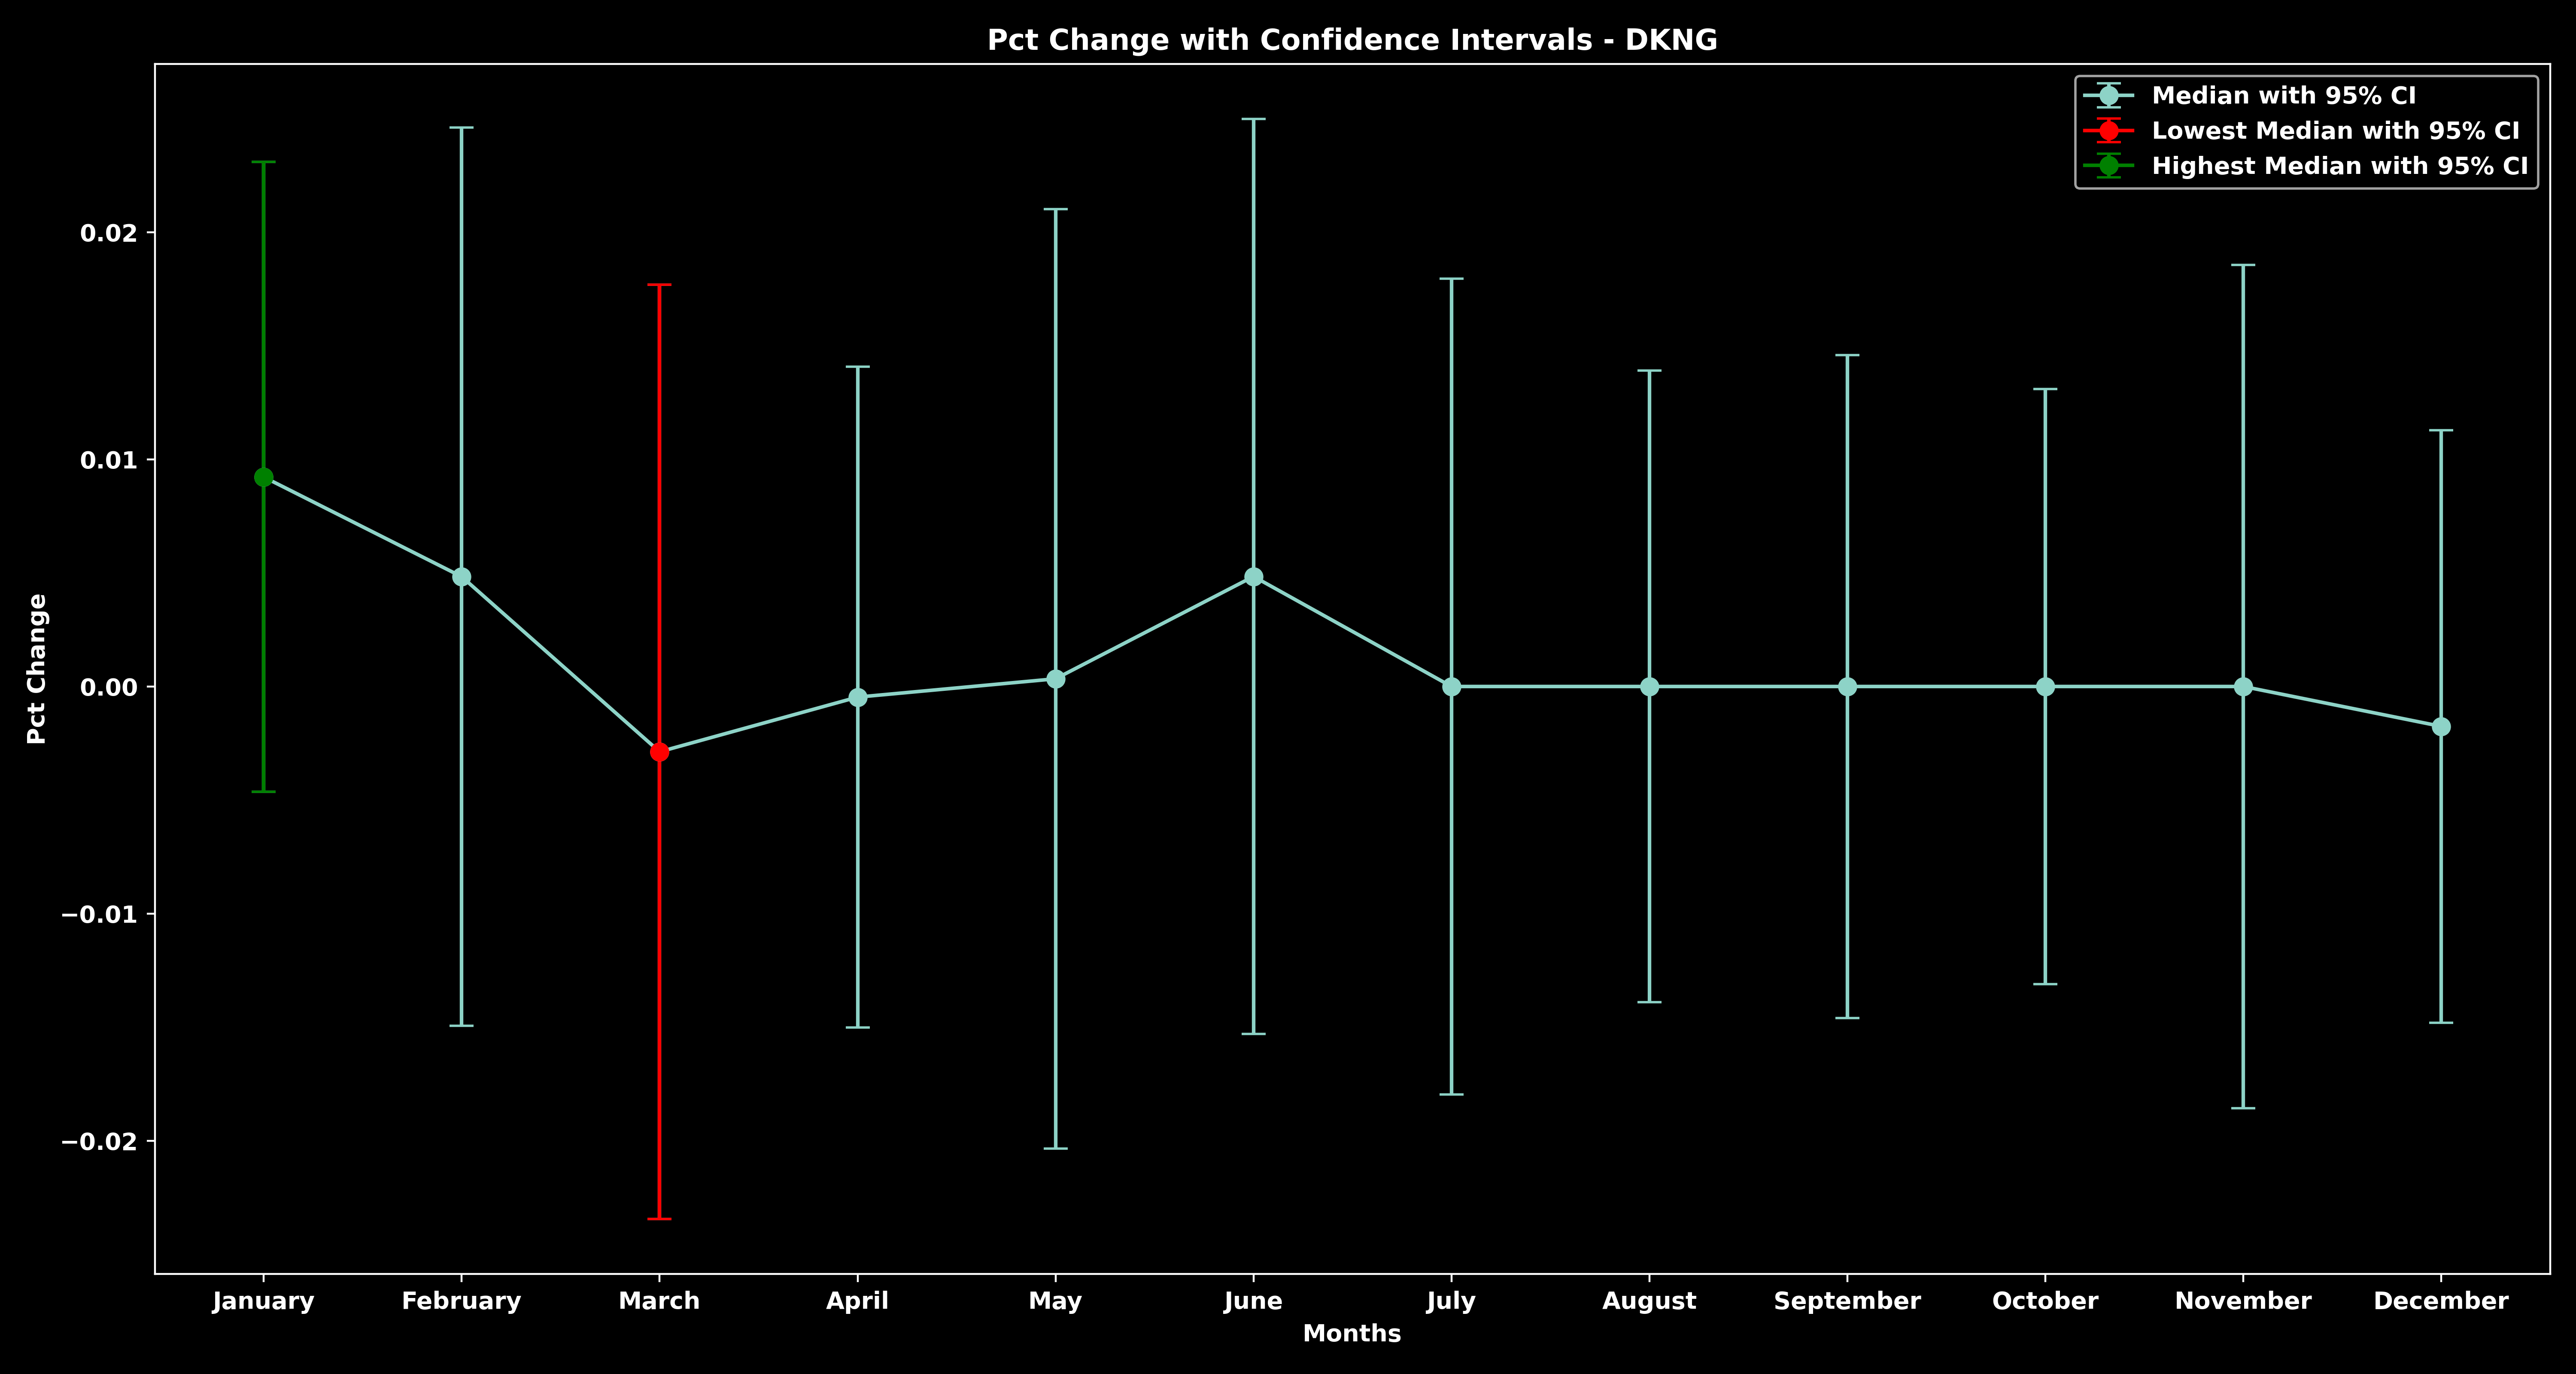 Pct Change with Confidence Intervals - DKNG
Median with 95% CI
Lowest Median with 95% CI
Highest Median with 95% CI
Pct Change
0.02
0.01
0.00
−0.01
−0.02
January February March April May June July August September October November December
Months